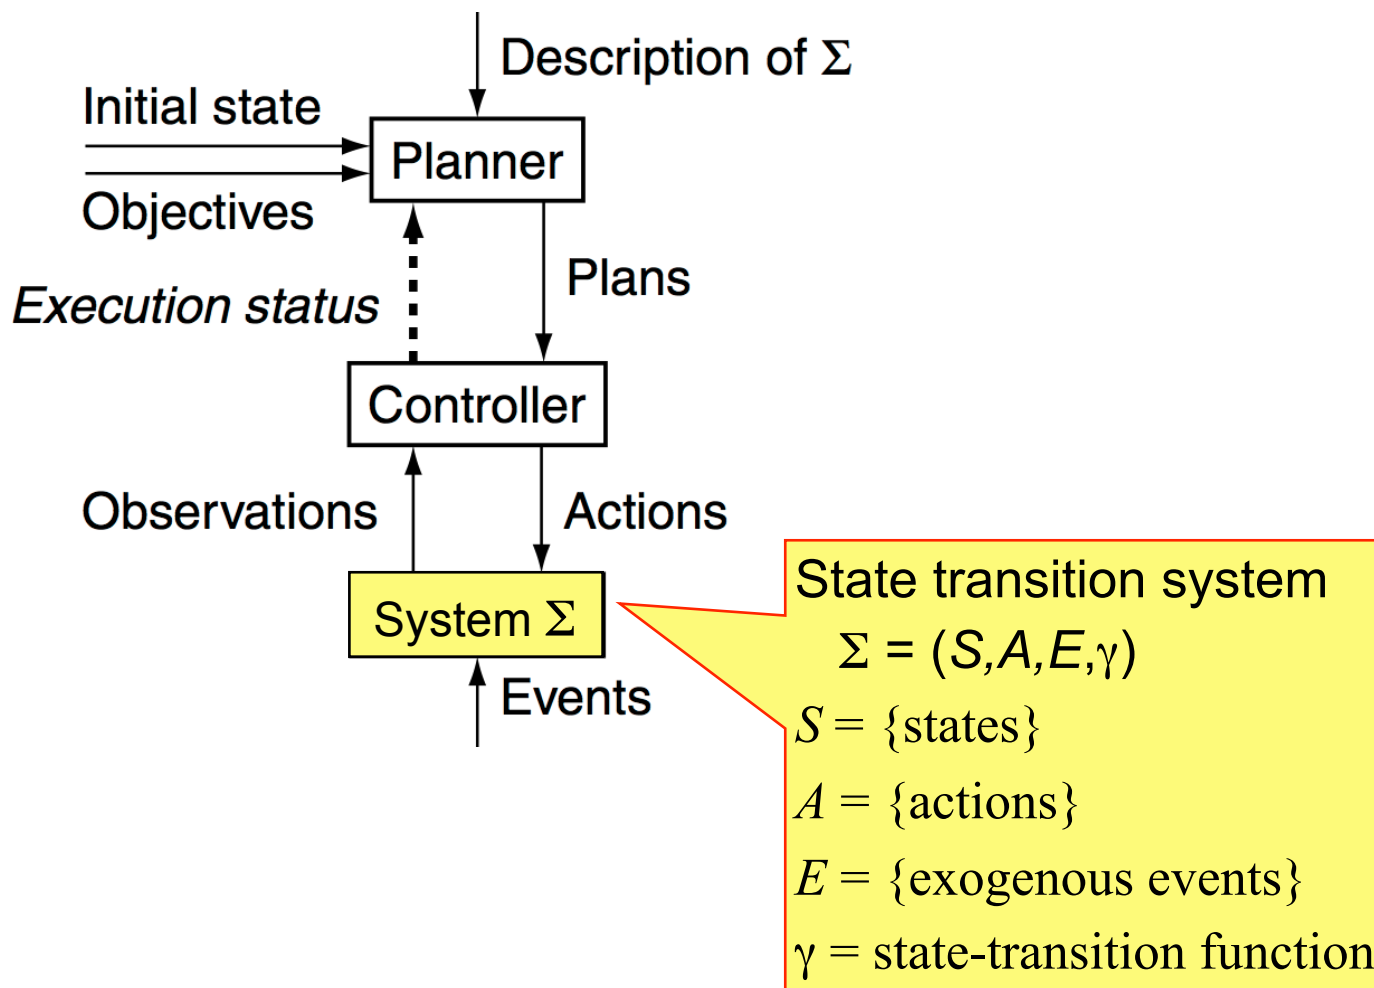 Description of Σ
Initial state
Planner
Objectives
Plans
Execution status
Controller
Observations
Actions
System Σ
Events
State transition system
Σ = (S,A,E,γ)
S = {states}
A = {actions}
E = {exogenous events}
γ = state-transition function